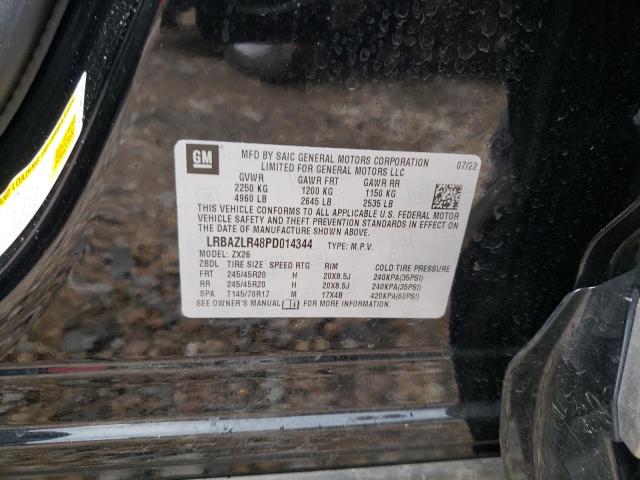 GM
MFD BY SAIC GENERAL MOTORS CORPORATION
LIMITED FOR GENERAL MOTORS LLC
07/22
GVWR GAWR FRT GAWR RR
2250 KG 1200 KG 1150 KG
4960 LB 2645 LB 2535 LB
THIS VEHICLE CONFORMS TO ALL APPLICABLE U.S. FEDERAL MOTOR
VEHICLE SAFETY AND THEFT PREVENTION STANDARDS IN EFFECT ON
THE DATE OF MANUFACTURE SHOWN ABOVE.
LRBAZLR48PD014344 TYPE: M.P.V.
MODEL: ZX26
ZBDL TIRE SIZE SPEED RTG RIM COLD TIRE PRESSURE
FRT 245/45R20 H 20X8.5J 240KPA(35PSI)
RR 245/45R20 H 20X8.5J 240KPA(35PSI)
SPA T145/70R17 M 17X4B 420KPA(60PSI)
SEE OWNER'S MANUAL FOR MORE INFORMATION.